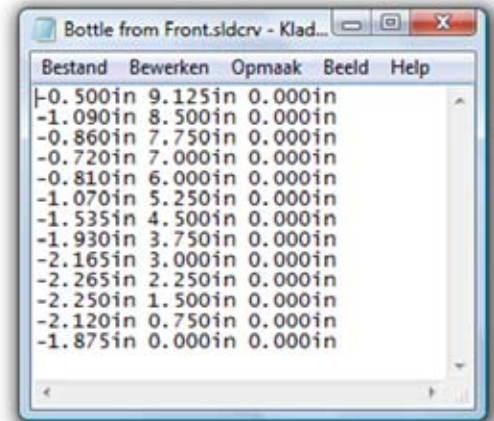 Bottle from Front.sldcrv - Klad...
Bestand Bewerken Opmaak Beeld Help
-0.500in 9.125in 0.000in
-1.090in 8.500in 0.000in
-0.860in 7.750in 0.000in
-0.720in 7.000in 0.000in
-0.810in 6.000in 0.000in
-1.070in 5.250in 0.000in
-1.535in 4.500in 0.000in
-1.930in 3.750in 0.000in
-2.165in 3.000in 0.000in
-2.265in 2.250in 0.000in
-2.250in 1.500in 0.000in
-2.120in 0.750in 0.000in
-1.875in 0.000in 0.000in